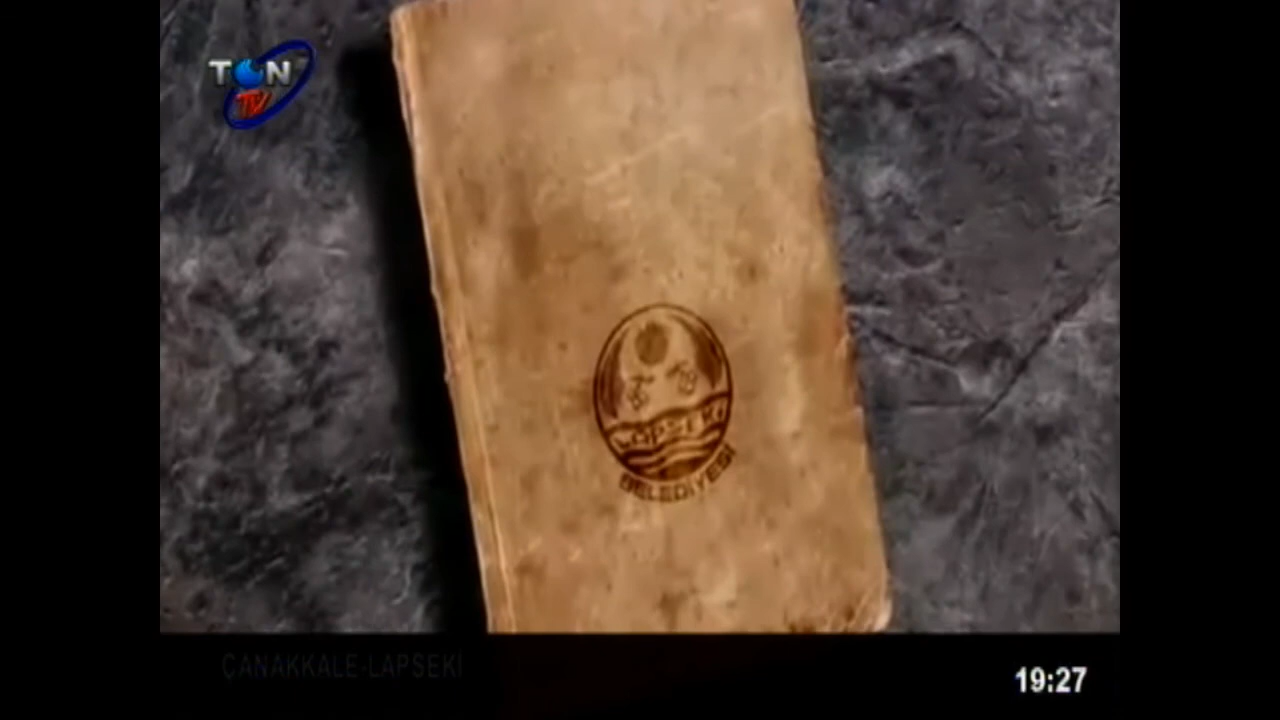 TON
TV
LAPSEKİ
BELEDİYESİ
ÇANAKKALE-LAPSEKİ
19:27